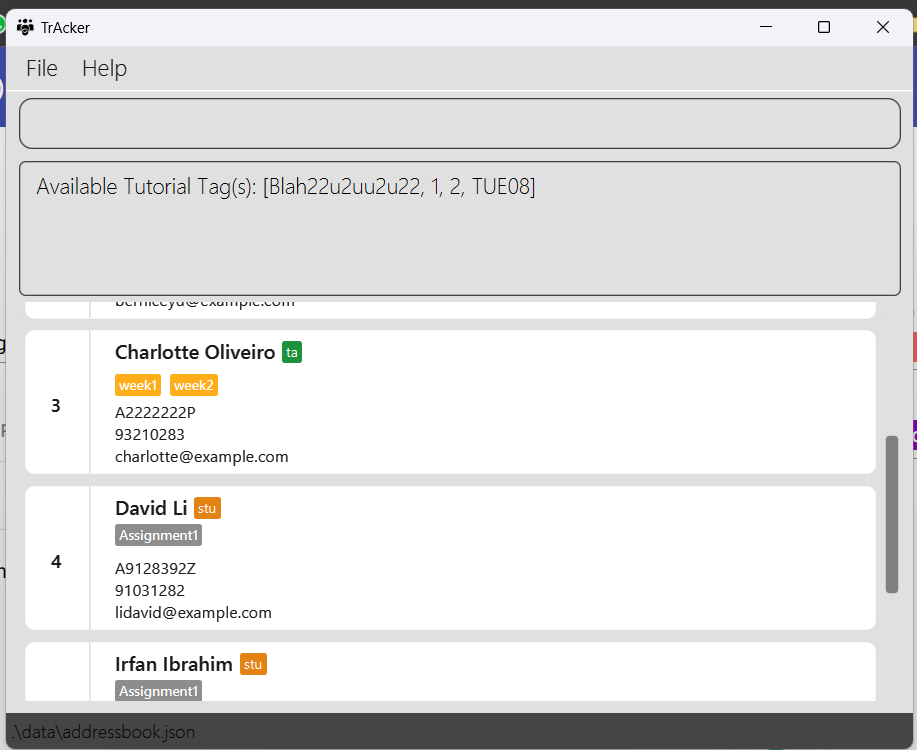 TrAcker
File Help
Available Tutorial Tag(s): [Blah22u2uu2u22, 1, 2, TUE08]
berniceyu@example.com
Charlotte Oliveiro ta
week1 week2
3
A2222222P
93210283
charlotte@example.com
David Li stu
Assignment1
4
A9128392Z
91031282
lidavid@example.com
Irfan Ibrahim stu
Assignment1
.\data\addressbook.json